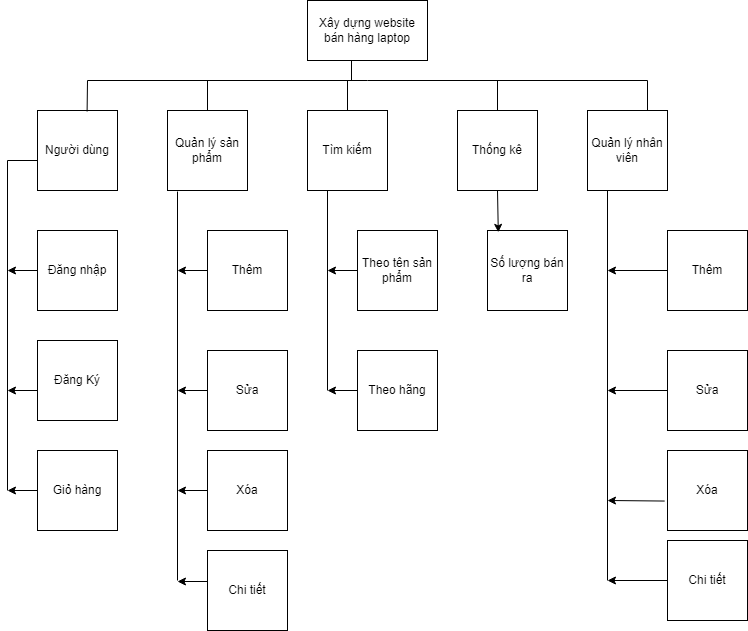 Xây dựng website
bán hàng laptop
Người dùng
Quản lý sản
phẩm
Tìm kiếm
Thống kê
Quản lý nhân
viên
Đăng nhập
Thêm
Theo tên sản
phẩm
Số lượng bán
ra
Thêm
Đăng Ký
Sửa
Theo hãng
Sửa
Giỏ hàng
Xóa
Xóa
Chi tiết
Chi tiết